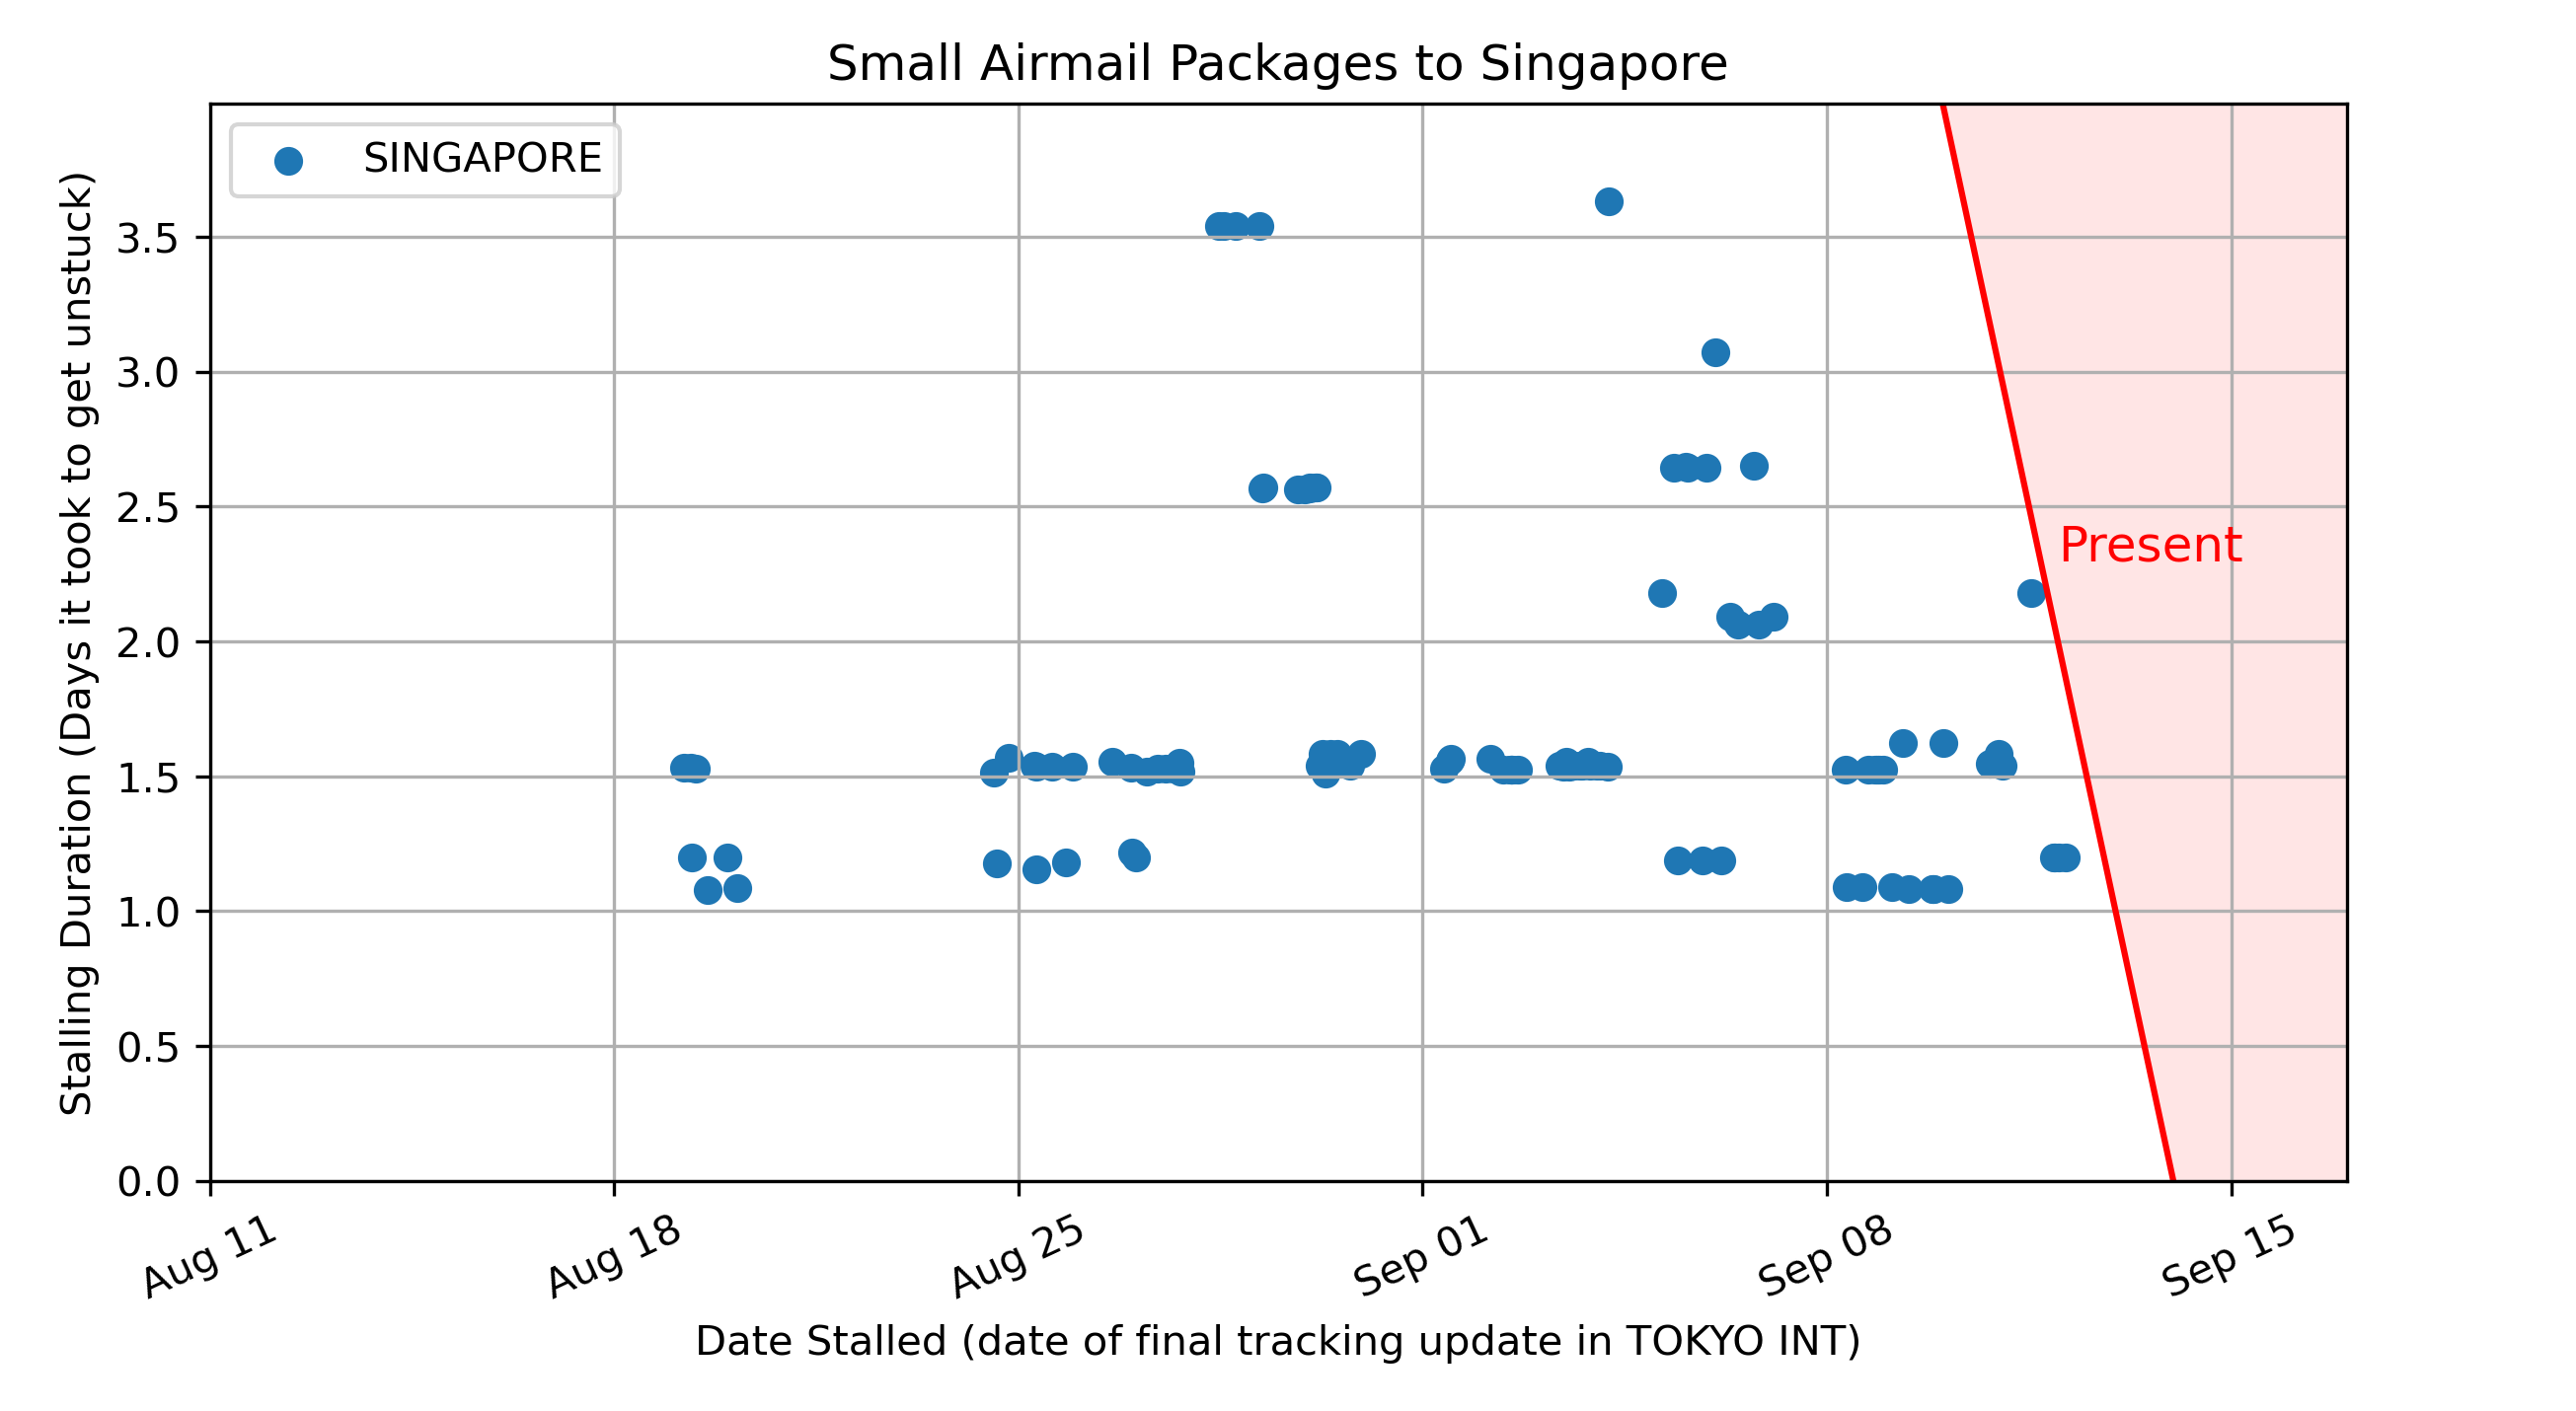 Small Airmail Packages to Singapore
SINGAPORE
Stalling Duration (Days it took to get unstuck)
3.5
3.0
2.5
2.0
1.5
1.0
0.5
0.0
Present
Aug 11
Aug 18
Aug 25
Sep 01
Sep 08
Sep 15
Date Stalled (date of final tracking update in TOKYO INT)